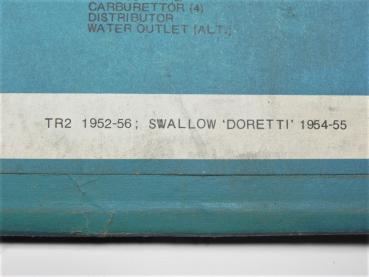 CARBURETTOR (4)
DISTRIBUTOR
WATER OUTLET (ALT.)
TR2 1952-56; SWALLOW 'DORETTI' 1954-55